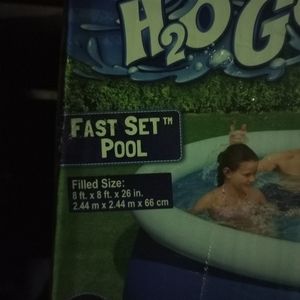 H2OG
FAST SET™
POOL
Filled Size:
8 ft. x 8 ft. x 26 in.
2.44 m x 2.44 m x 66 cm